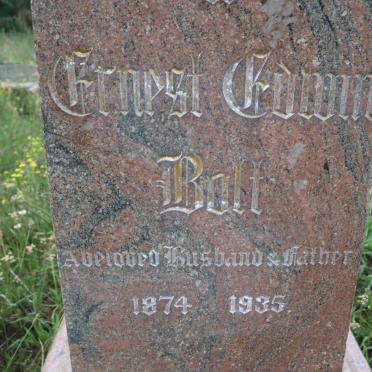 Ernest Edwin
Bolt
A beloved Husband & Father
1874 1935